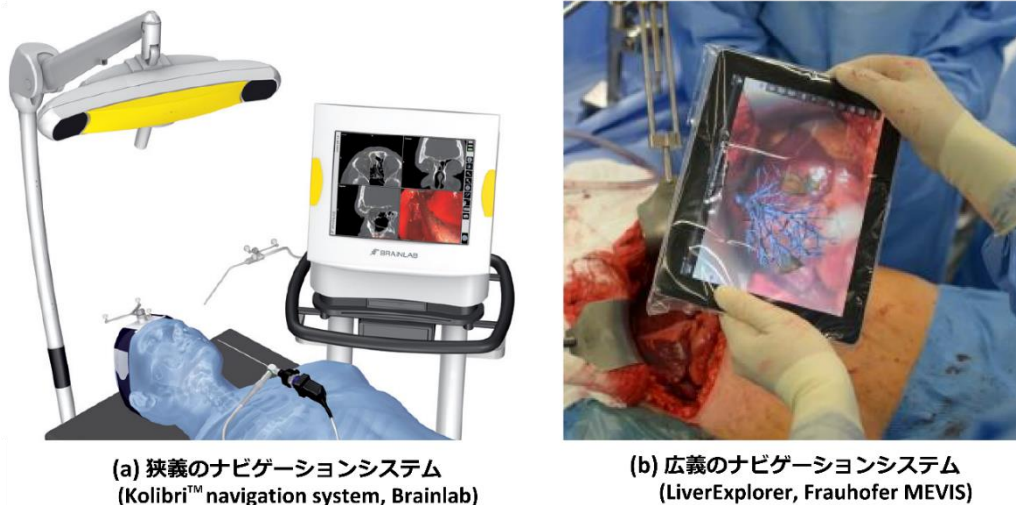 BRAINLAB
(a) 狭義のナビゲーションシステム
(Kolibri™ navigation system, Brainlab)
(b) 広義のナビゲーションシステム
(LiverExplorer, Frauhofer MEVIS)